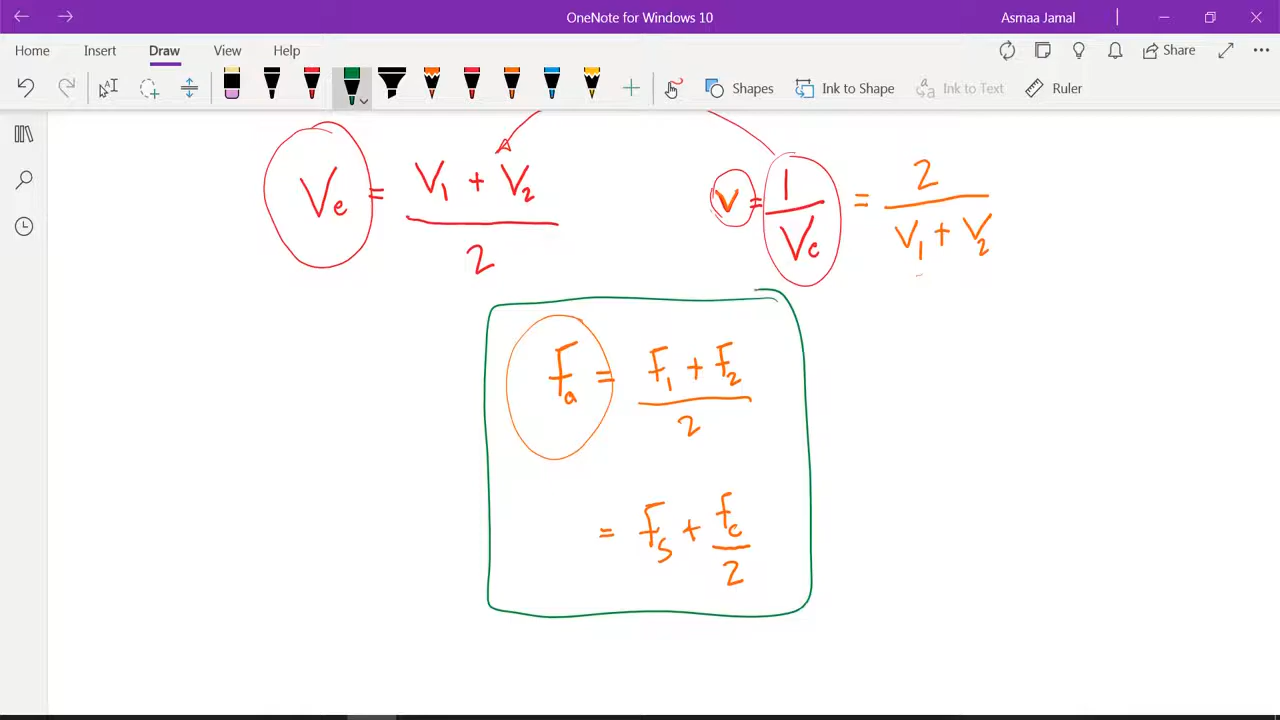 OneNote for Windows 10
Asmaa Jamal
Home Insert Draw View Help
Share
Shapes Ink to Shape Ink to Text Ruler
Ve = (V1 + V2) / 2
v = 1 / Vc = 2 / (V1 + V2)
Fa = (F1 + F2) / 2
= Fs + Fc / 2